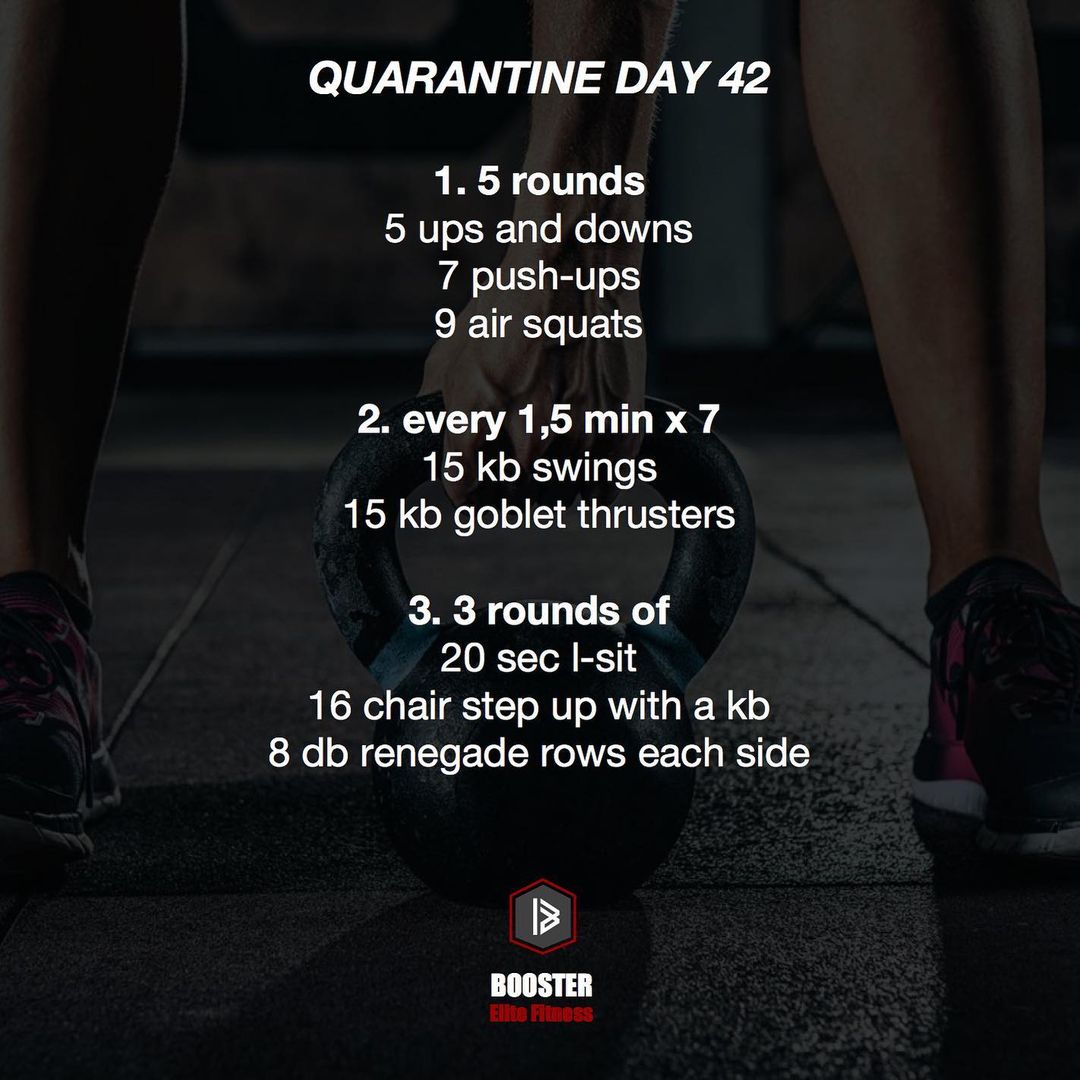 QUARANTINE DAY 42
1. 5 rounds
5 ups and downs
7 push-ups
9 air squats
2. every 1,5 min x 7
15 kb swings
15 kb goblet thrusters
3. 3 rounds of
20 sec l-sit
16 chair step up with a kb
8 db renegade rows each side
BOOSTER
Elite Fitness